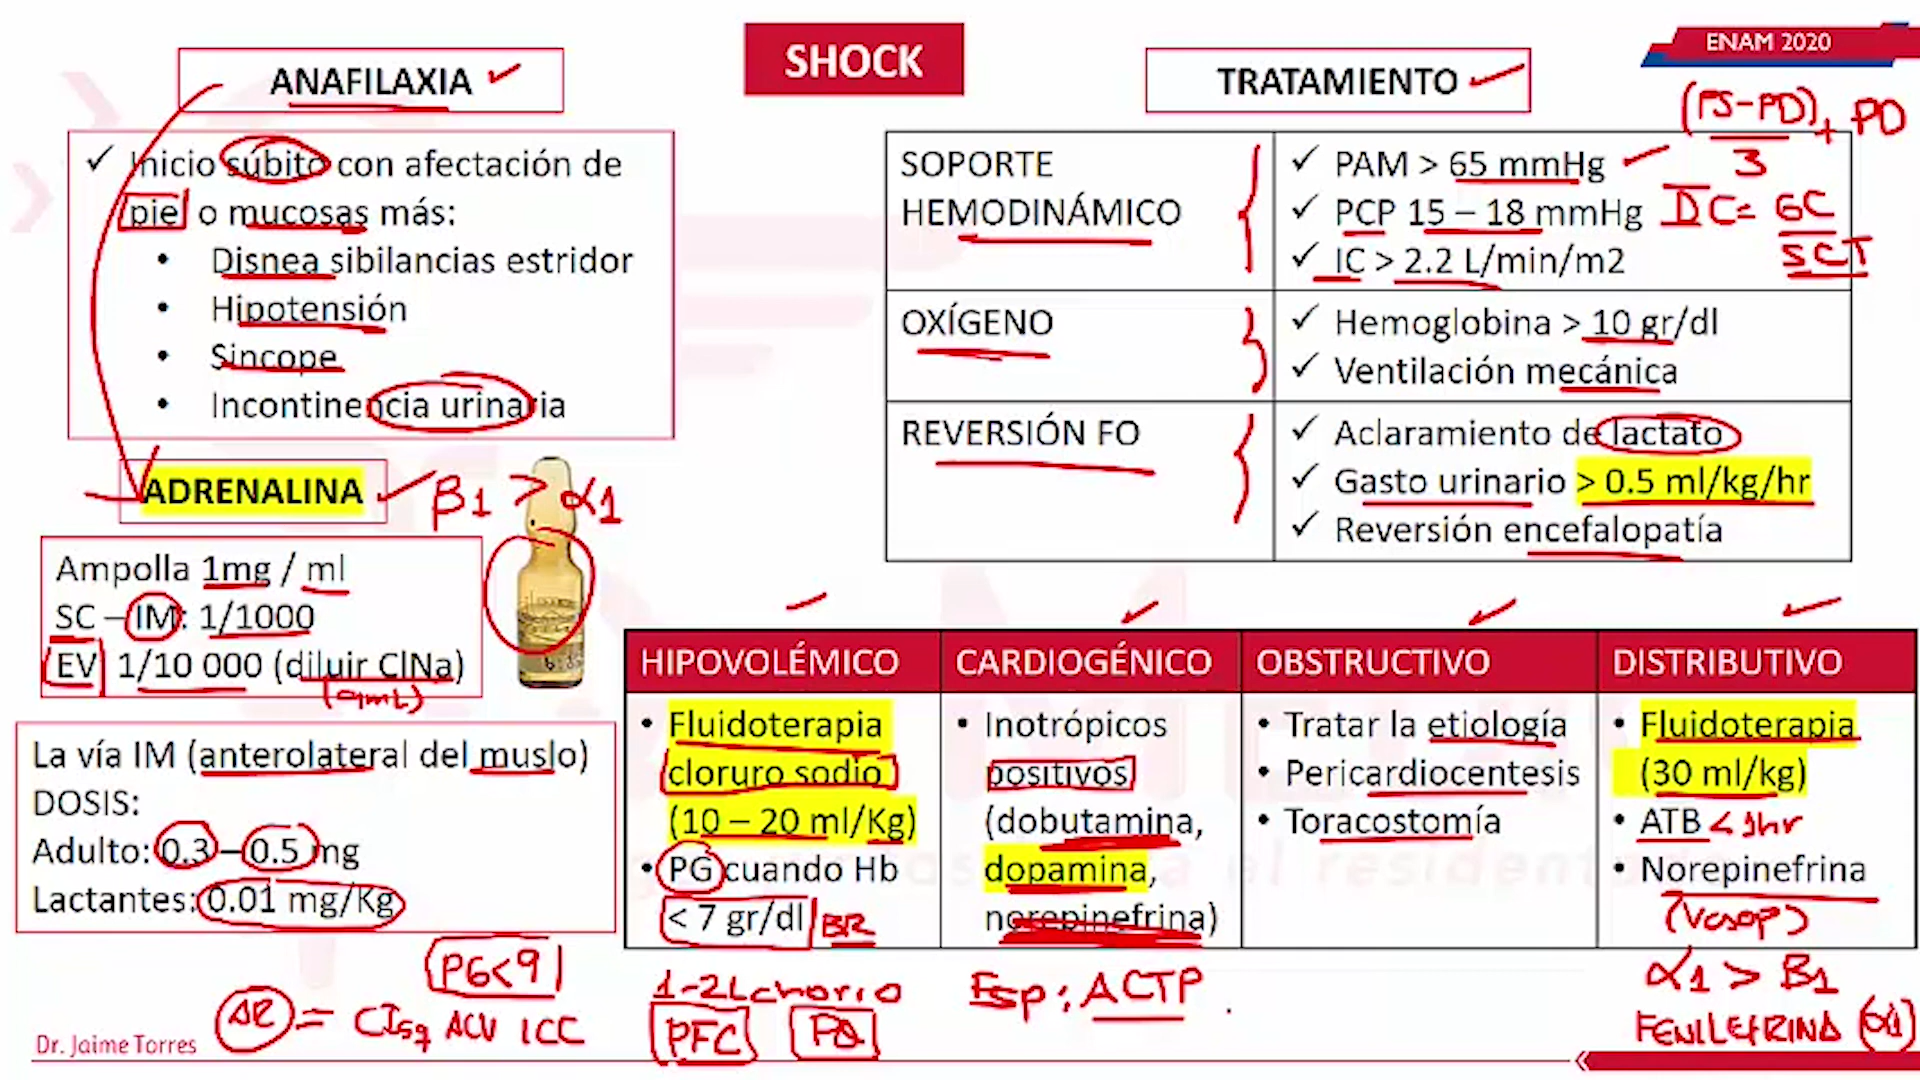 SHOCK
ENAM 2020
ANAFILAXIA
✓ Inicio súbito con afectación de
piel o mucosas más:
• Disnea sibilancias estridor
• Hipotensión
• Sincope
• Incontinencia urinaria
ADRENALINA
β1 > α1
Ampolla 1mg / ml
SC – IM: 1/1000
EV 1/10 000 (diluir ClNa)
(9mL)
La vía IM (anterolateral del muslo)
DOSIS:
Adulto: 0.3 – 0.5 mg
Lactantes: 0.01 mg/Kg
PG<9
AR = CIsq ACV ICC
Dr. Jaime Torres
TRATAMIENTO
(PS-PD) + PD
3
SOPORTE
HEMODINÁMICO
✓ PAM > 65 mmHg
✓ PCP 15 – 18 mmHg
✓ IC > 2.2 L/min/m2
IC = GC
SCT
OXÍGENO
✓ Hemoglobina > 10 gr/dl
✓ Ventilación mecánica
REVERSIÓN FO
✓ Aclaramiento de lactato
✓ Gasto urinario > 0.5 ml/kg/hr
✓ Reversión encefalopatía
HIPOVOLÉMICO
• Fluidoterapia
cloruro sodio
(10 – 20 ml/Kg)
• PG cuando Hb
< 7 gr/dl BR
1-2L chorro
PFC PQ
CARDIOGÉNICO
• Inotrópicos
positivos
(dobutamina,
dopamina,
norepinefrina)
Esp: ACTP
OBSTRUCTIVO
• Tratar la etiología
• Pericardiocentesis
• Toracostomía
DISTRIBUTIVO
• Fluidoterapia
(30 ml/kg)
• ATB < 1hr
• Norepinefrina
(Vasop)
α1 > B1
FENILEFRINA (α1)